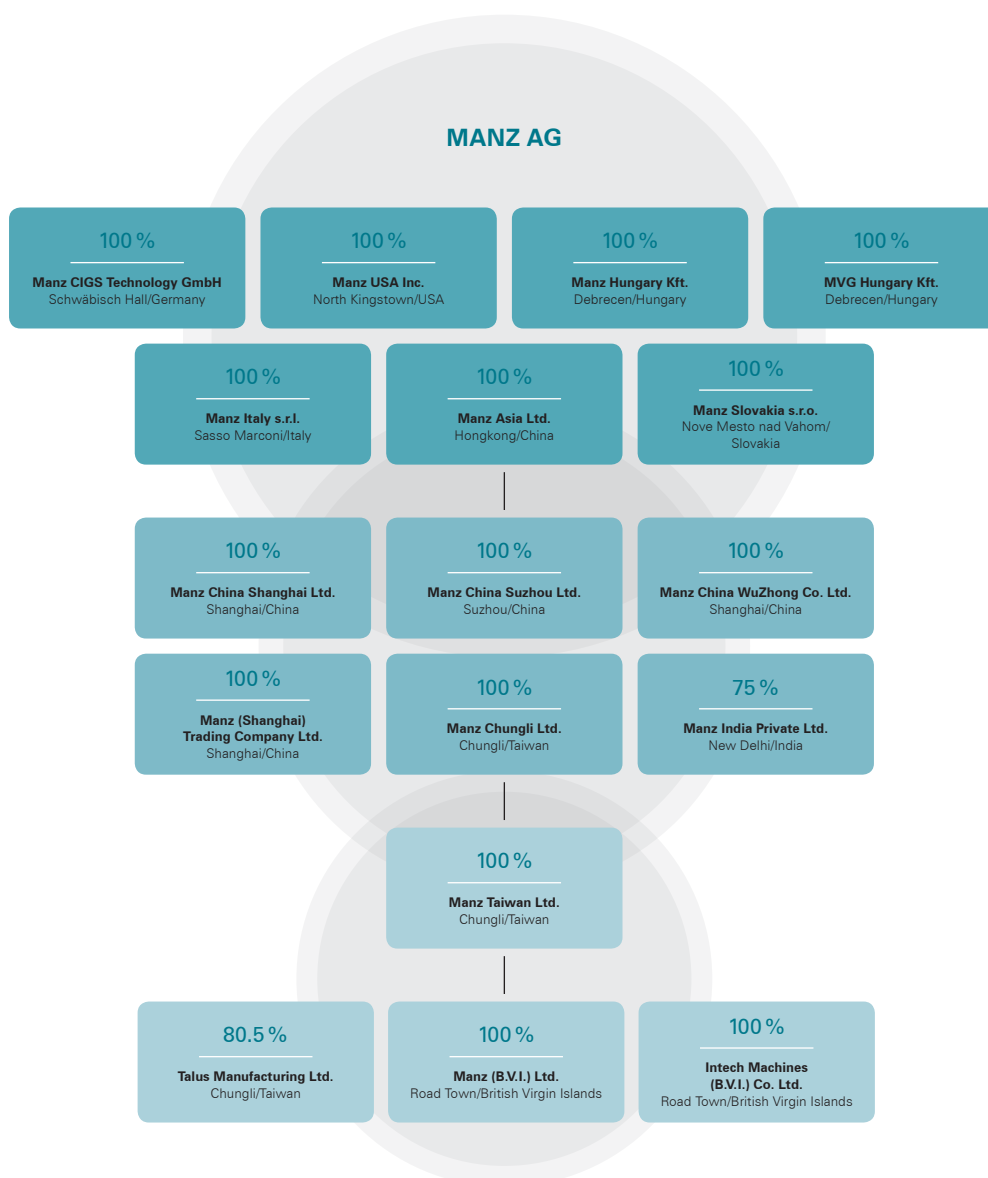 MANZ AG
100 %
Manz CIGS Technology GmbH
Schwäbisch Hall/Germany
100 %
Manz USA Inc.
North Kingstown/USA
100 %
Manz Hungary Kft.
Debrecen/Hungary
100 %
MVG Hungary Kft.
Debrecen/Hungary
100 %
Manz Italy s.r.l.
Sasso Marconi/Italy
100 %
Manz Asia Ltd.
Hongkong/China
100 %
Manz Slovakia s.r.o.
Nove Mesto nad Vahom/
Slovakia
100 %
Manz China Shanghai Ltd.
Shanghai/China
100 %
Manz China Suzhou Ltd.
Suzhou/China
100 %
Manz China WuZhong Co. Ltd.
Shanghai/China
100 %
Manz (Shanghai)
Trading Company Ltd.
Shanghai/China
100 %
Manz Chungli Ltd.
Chungli/Taiwan
75 %
Manz India Private Ltd.
New Delhi/India
100 %
Manz Taiwan Ltd.
Chungli/Taiwan
80.5 %
Talus Manufacturing Ltd.
Chungli/Taiwan
100 %
Manz (B.V.I.) Ltd.
Road Town/British Virgin Islands
100 %
Intech Machines
(B.V.I.) Co. Ltd.
Road Town/British Virgin Islands